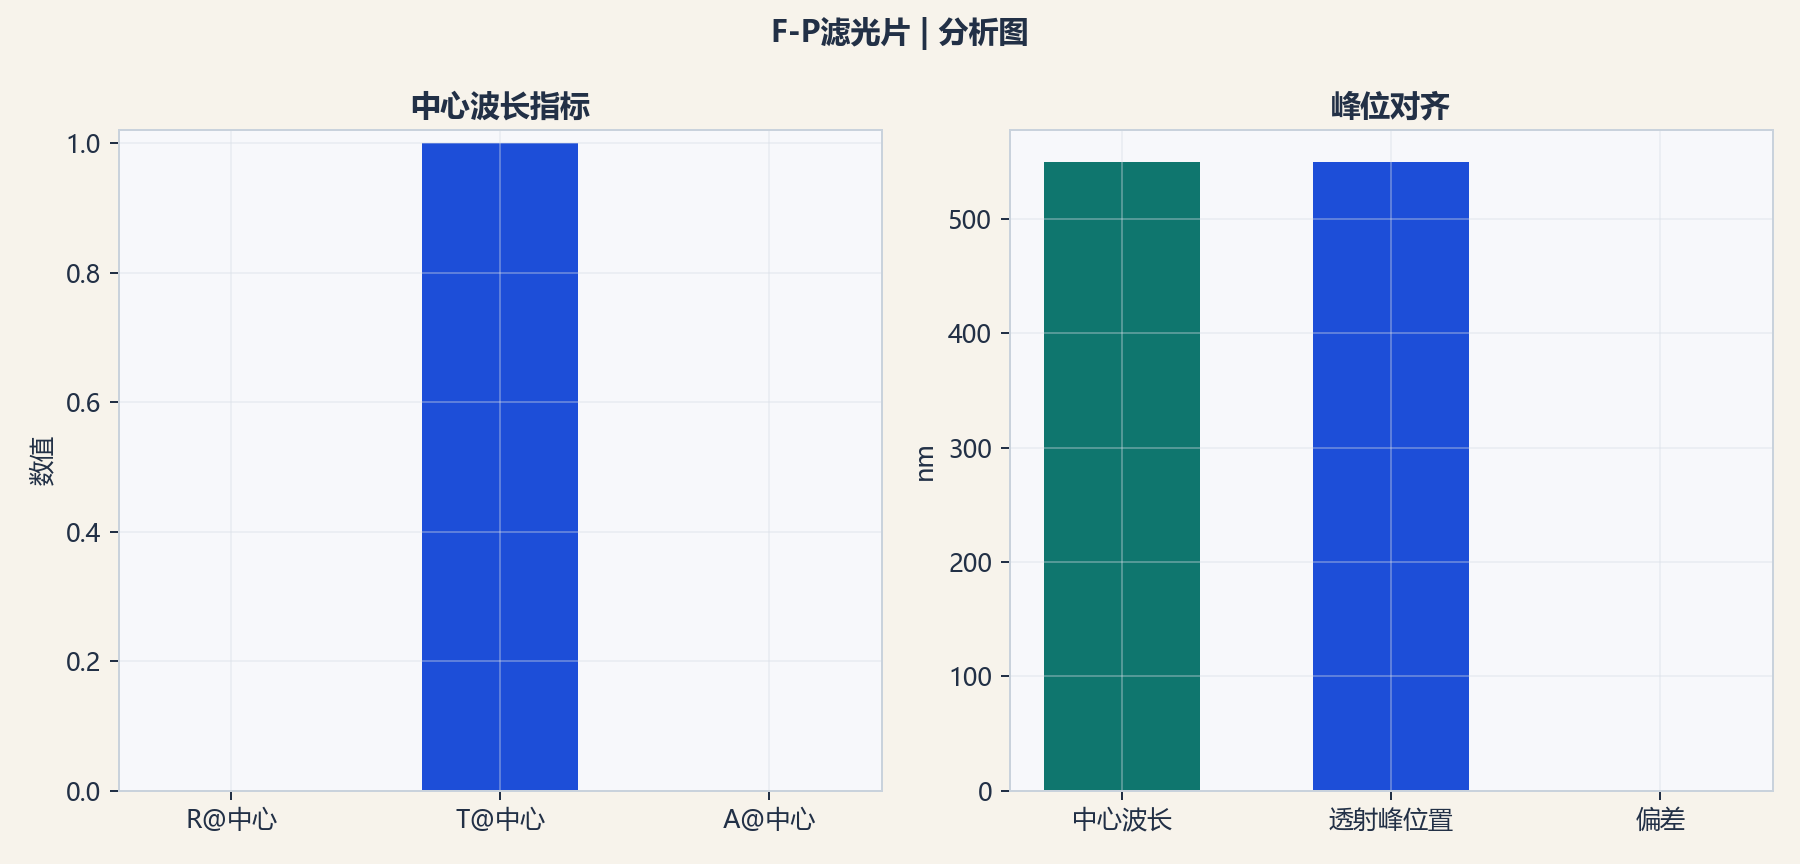 F-P滤光片 | 分析图
中心波长指标
数值
1.0
0.8
0.6
0.4
0.2
0.0
R@中心
T@中心
A@中心
峰位对齐
nm
500
400
300
200
100
0
中心波长
透射峰位置
偏差